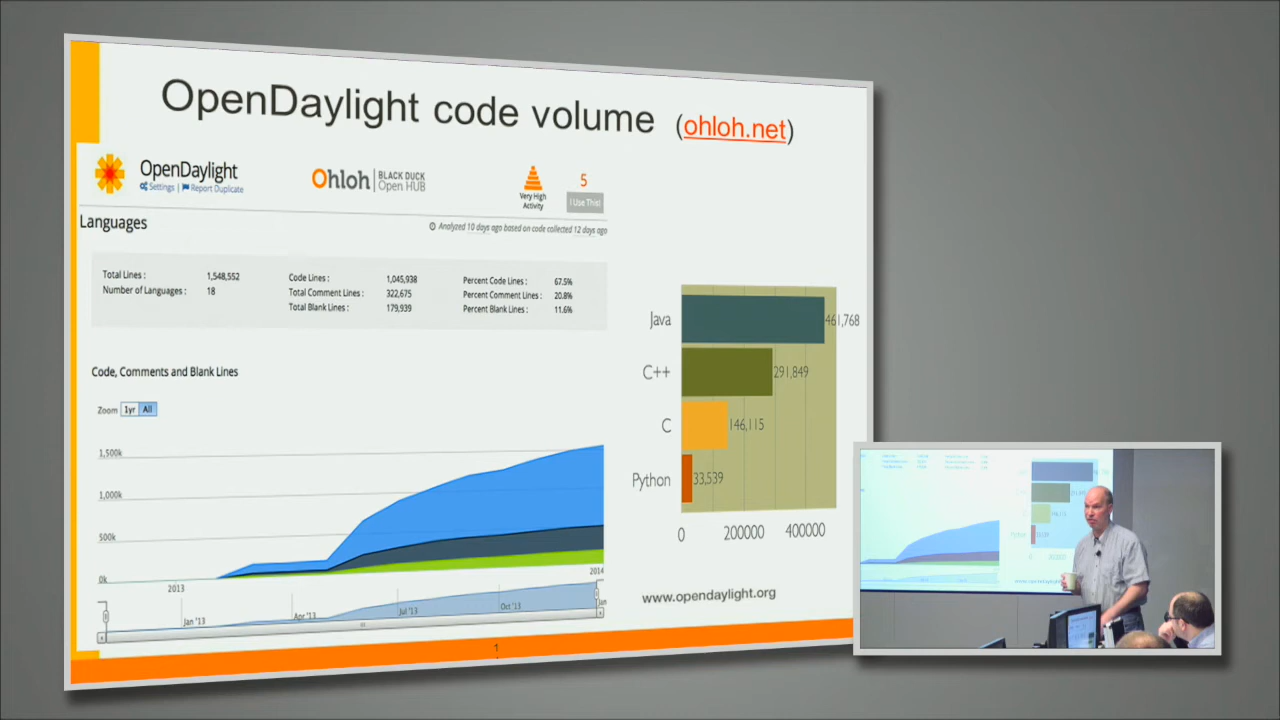 OpenDaylight code volume (ohloh.net)
OpenDaylight
Settings | Report Duplicate
Ohloh BLACK DUCK Open HUB
Very High Activity
5
I Use This!
Languages
Analyzed 10 days ago based on code collected 12 days ago
Total Lines : 1,548,552 Code Lines : 1,045,938 Percent Code Lines : 67.5%
Number of Languages : 18 Total Comment Lines : 322,675 Percent Comment Lines : 20.8%
Total Blank Lines : 179,939 Percent Blank Lines : 11.6%
Code, Comments and Blank Lines
Zoom 1yr All
1,500k
1,000k
500k
0k
2013 2014
Jan '13 Apr '13 Jul '13 Oct '13 Jan
Java 461,768
C++ 291,849
C 146,115
Python 33,539
0 200000 400000
www.opendaylight.org
1